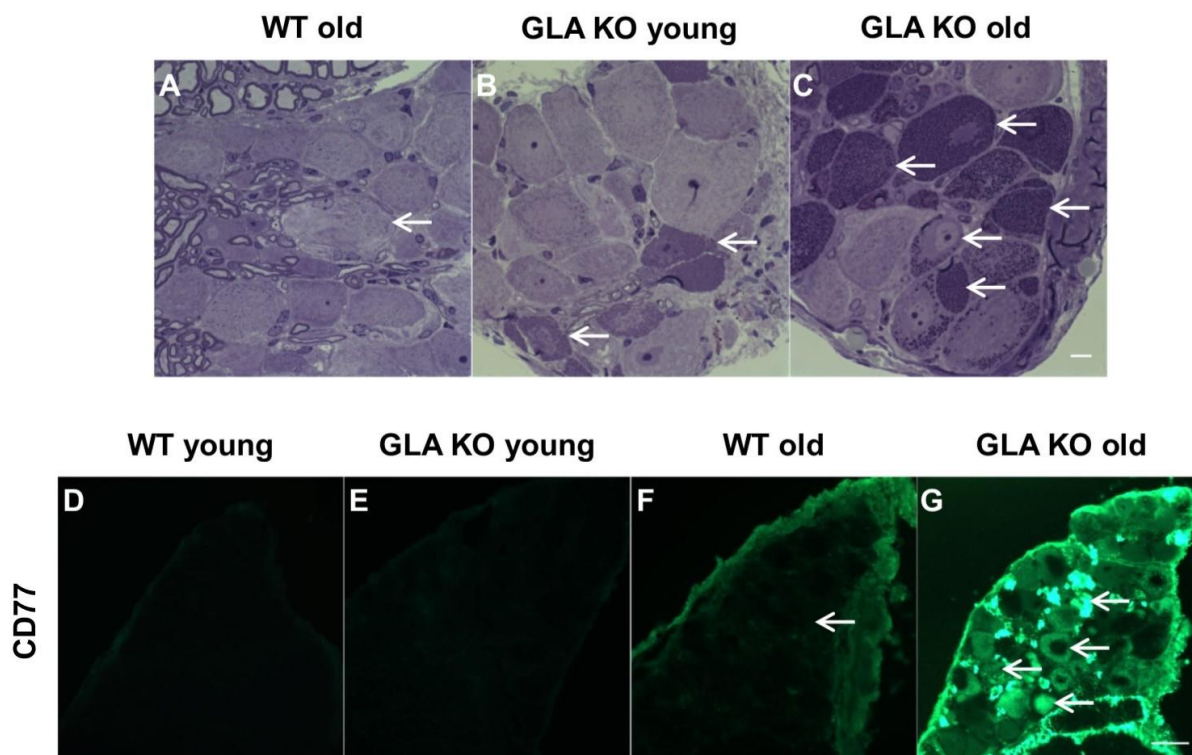 WT old GLA KO young GLA KO old
A B C
WT young GLA KO young WT old GLA KO old
D E F G
CD77